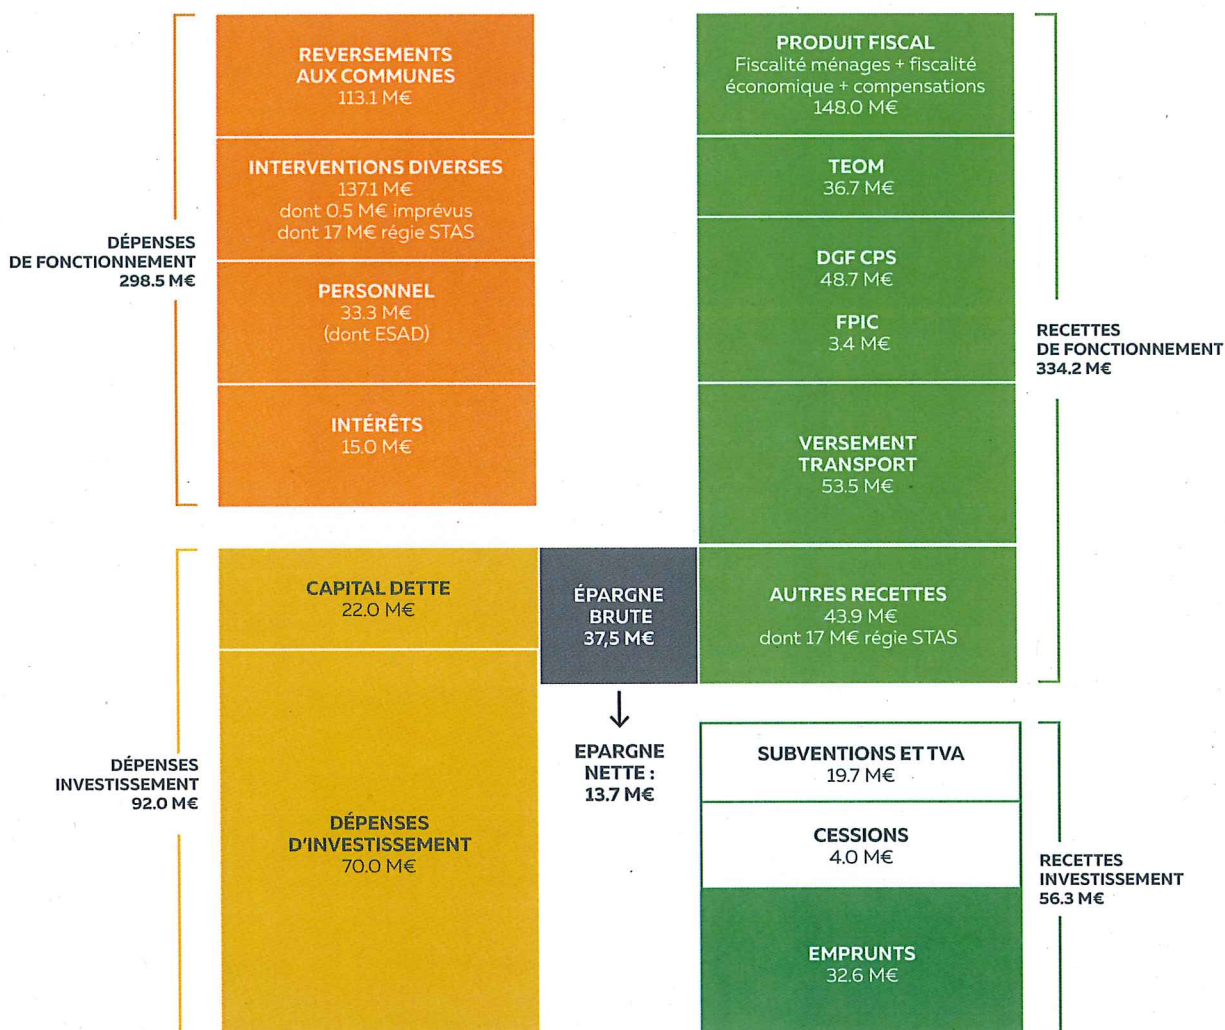 REVERSEMENTS
AUX COMMUNES
113.1 M€
INTERVENTIONS DIVERSES
137.1 M€
dont 0.5 M€ imprévus
dont 17 M€ régie STAS
DÉPENSES
DE FONCTIONNEMENT
298.5 M€
PERSONNEL
33.3 M€
(dont ESAD)
INTÉRÊTS
15.0 M€
PRODUIT FISCAL
Fiscalité ménages + fiscalité
économique + compensations
148.0 M€
TEOM
36.7 M€
DGF CPS
48.7 M€
FPIC
3.4 M€
RECETTES
DE FONCTIONNEMENT
334.2 M€
VERSEMENT
TRANSPORT
53.5 M€
CAPITAL DETTE
22.0 M€
ÉPARGNE
BRUTE
37,5 M€
AUTRES RECETTES
43.9 M€
dont 17 M€ régie STAS
EPARGNE
NETTE :
13.7 M€
DÉPENSES
INVESTISSEMENT
92.0 M€
DÉPENSES
D'INVESTISSEMENT
70.0 M€
SUBVENTIONS ET TVA
19.7 M€
CESSIONS
4.0 M€
RECETTES
INVESTISSEMENT
56.3 M€
EMPRUNTS
32.6 M€